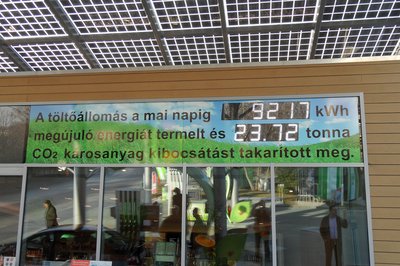 A töltőállomás a mai napig 9217 kWh
megújuló energiát termelt és 23.72 tonna
CO₂ károsanyag kibocsátást takarított meg.